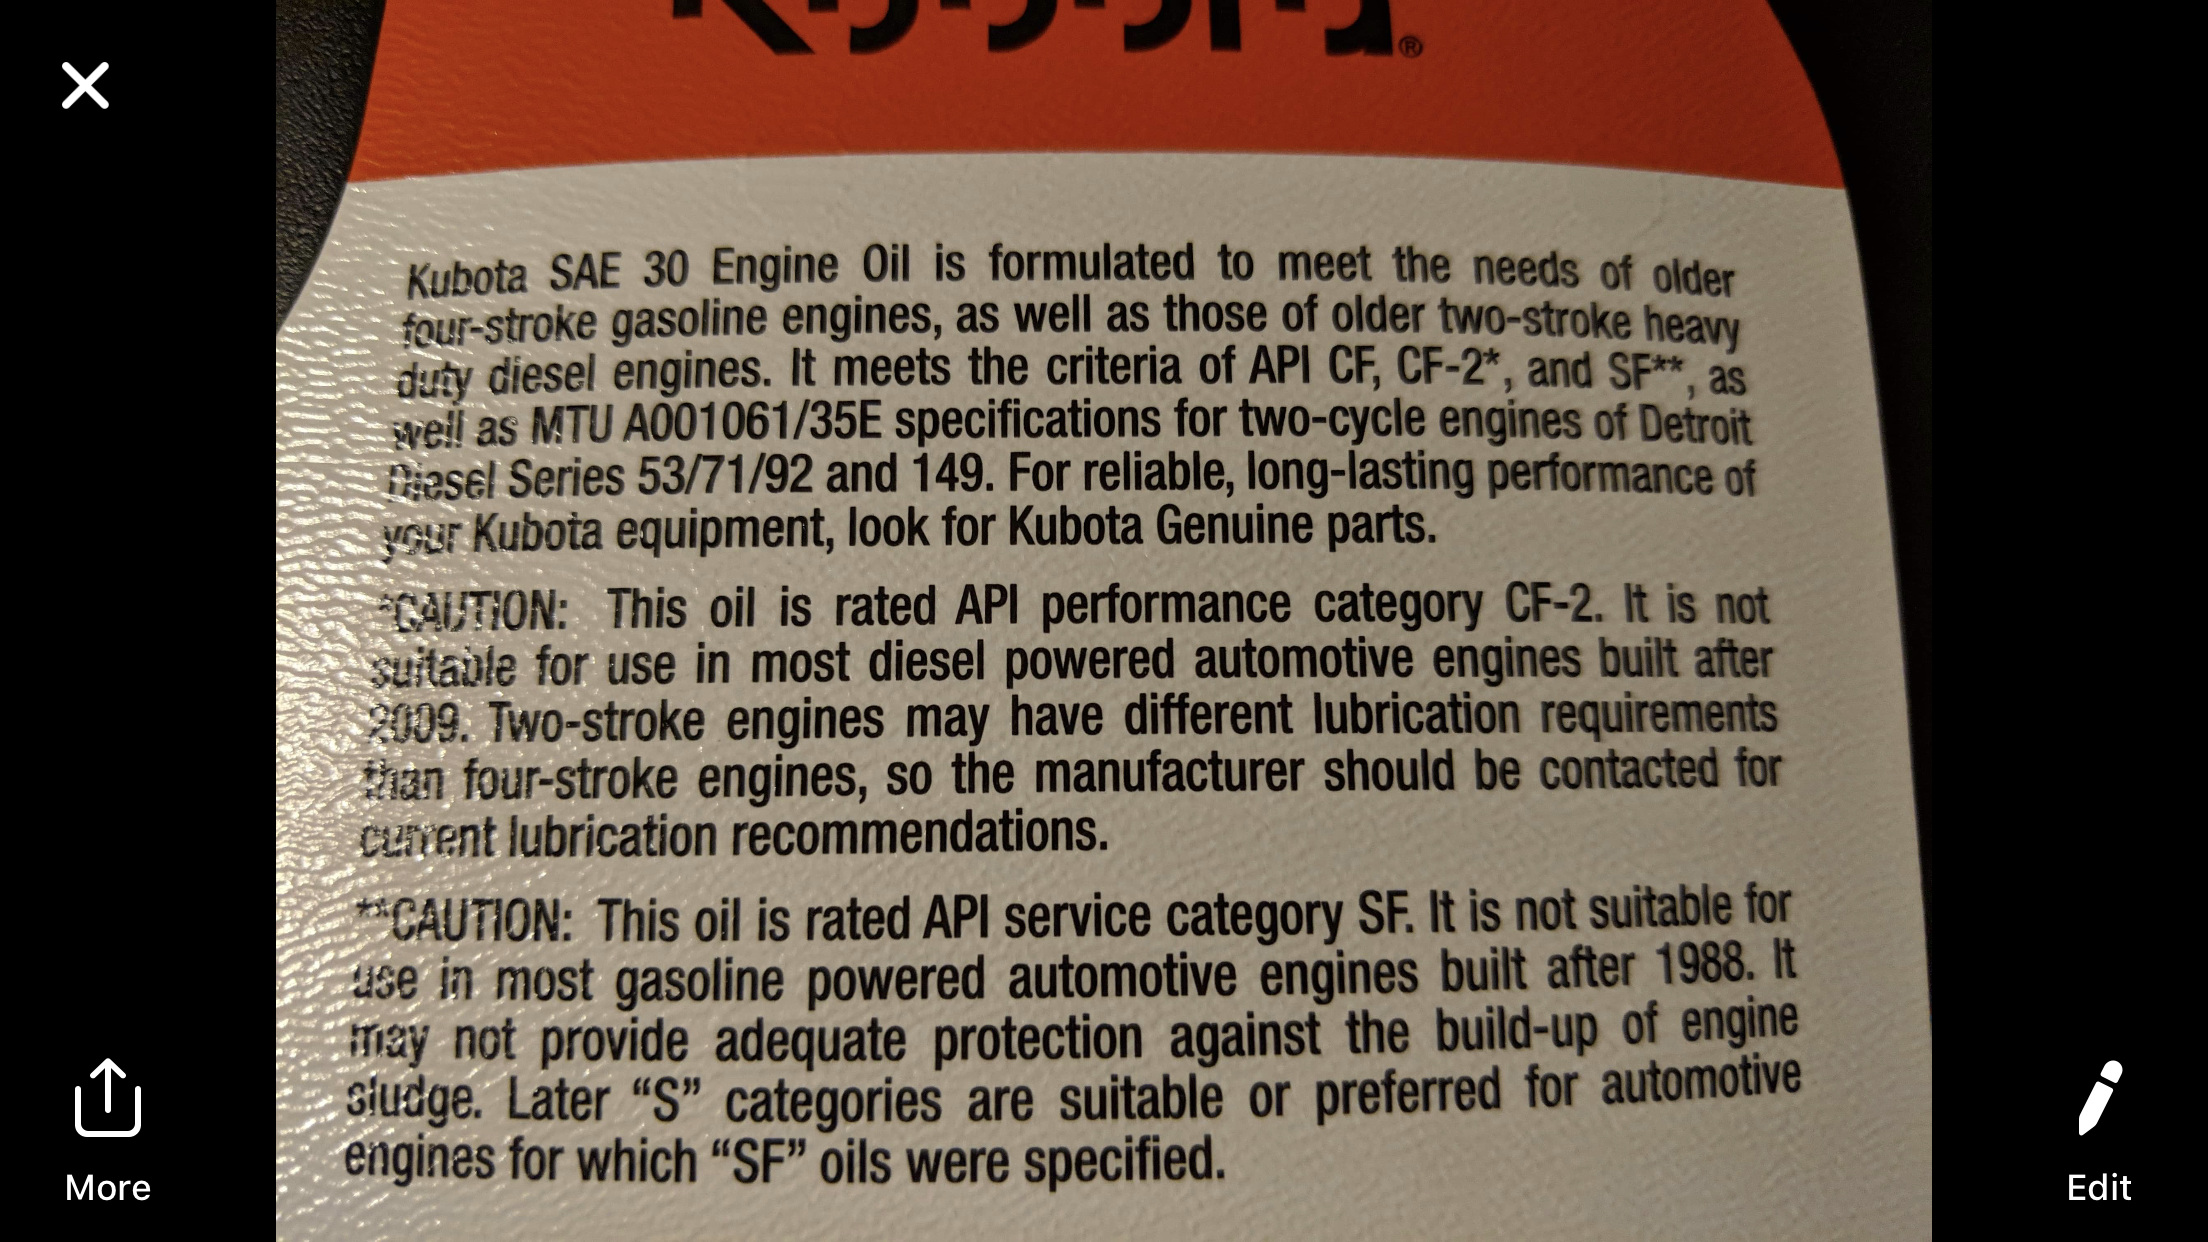 Kubota®
Kubota SAE 30 Engine Oil is formulated to meet the needs of older
four-stroke gasoline engines, as well as those of older two-stroke heavy
duty diesel engines. It meets the criteria of API CF, CF-2*, and SF**, as
well as MTU A001061/35E specifications for two-cycle engines of Detroit
Diesel Series 53/71/92 and 149. For reliable, long-lasting performance of
your Kubota equipment, look for Kubota Genuine parts.
*CAUTION: This oil is rated API performance category CF-2. It is not
suitable for use in most diesel powered automotive engines built after
2009. Two-stroke engines may have different lubrication requirements
than four-stroke engines, so the manufacturer should be contacted for
current lubrication recommendations.
**CAUTION: This oil is rated API service category SF. It is not suitable for
use in most gasoline powered automotive engines built after 1988. It
may not provide adequate protection against the build-up of engine
sludge. Later “S” categories are suitable or preferred for automotive
engines for which “SF” oils were specified.
More
Edit